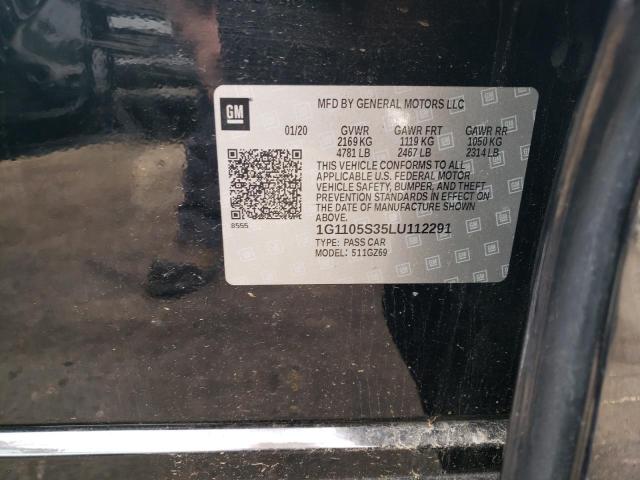 GM
MFD BY GENERAL MOTORS LLC
01/20 GVWR GAWR FRT GAWR RR
2169 KG 1119 KG 1050 KG
4781 LB 2467 LB 2314 LB
THIS VEHICLE CONFORMS TO ALL
APPLICABLE U.S. FEDERAL MOTOR
VEHICLE SAFETY, BUMPER, AND THEFT
PREVENTION STANDARDS IN EFFECT ON
THE DATE OF MANUFACTURE SHOWN
ABOVE.
8555
1G1105S35LU112291
TYPE: PASS CAR
MODEL: 511GZ69